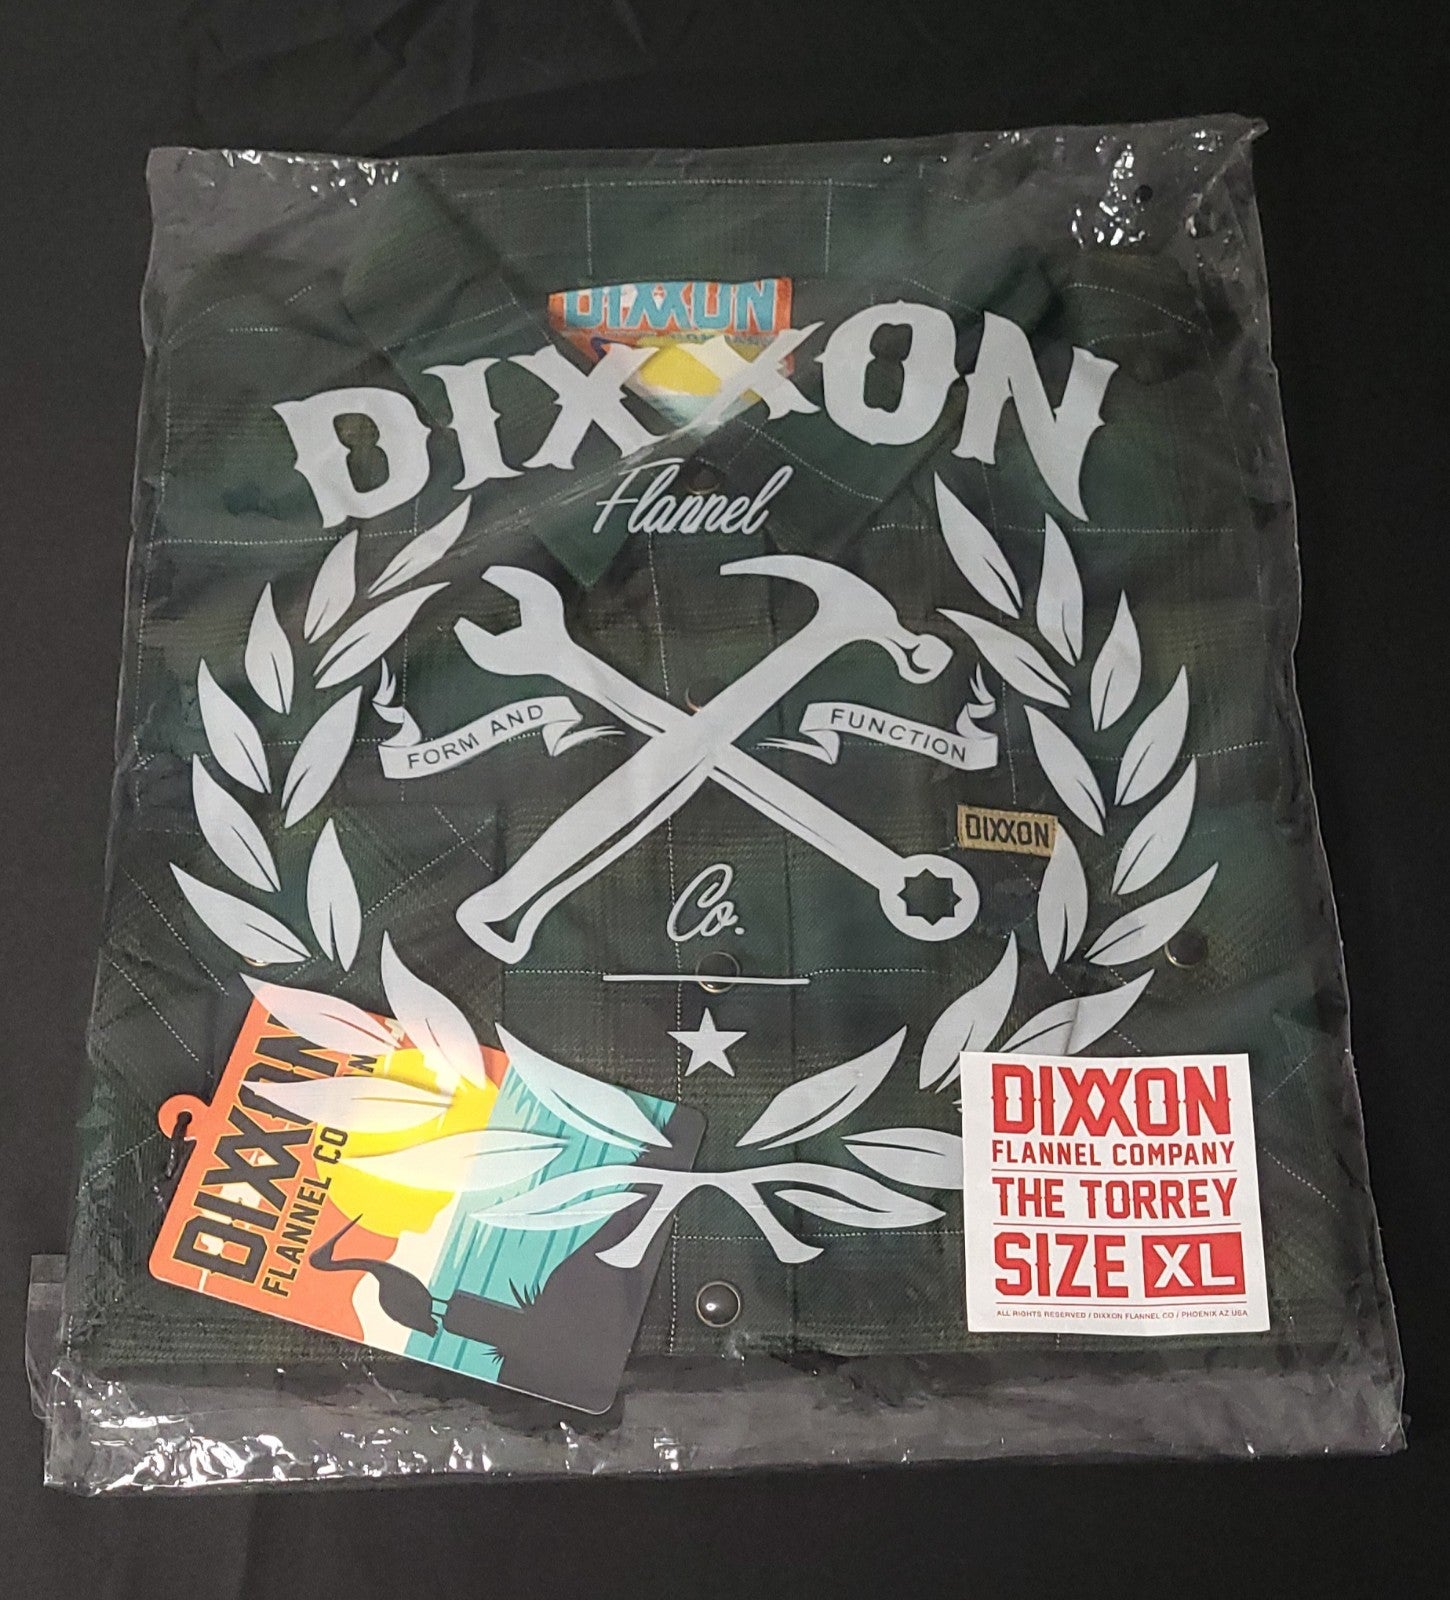 DIXXON
DIXXON
Flannel
FORM AND
FUNCTION
DIXXON
Co.
DIXXON
FLANNEL CO
DIXXON
FLANNEL COMPANY
THE TORREY
SIZE XL
ALL RIGHTS RESERVED / DIXXON FLANNEL CO / PHOENIX AZ USA